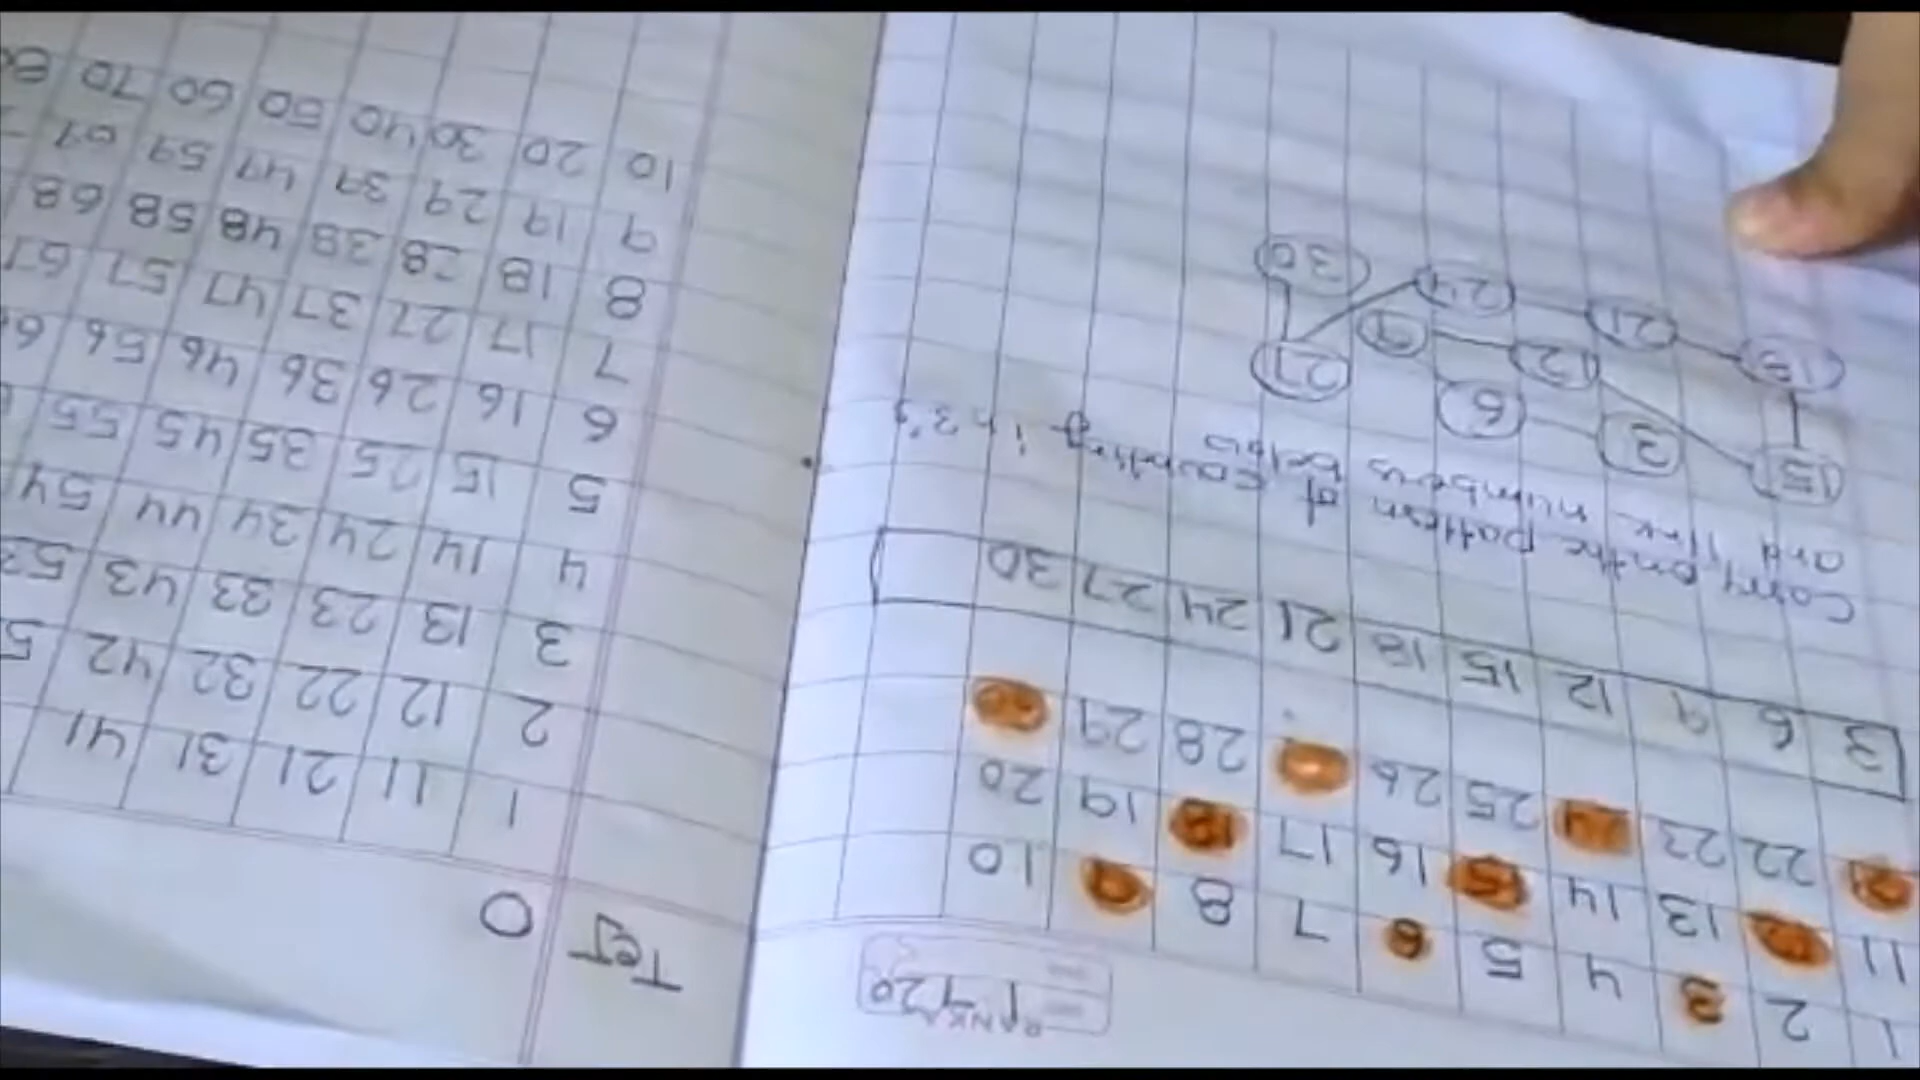 1 2 3 4 5 6 7 8 9 10
11 12 13 14 15 16 17 18 19 20
21 22 23 24 25 26 28 29 30
3 6 9 12 15 18 21 24 27 30
Carry on the pattern of counting in 3's
and link numbers below
15 3 6
18 12 9 27
21 24 30
0
1 11 21 31 41
2 12 22 32 42
3 13 23 33 43 53
4 14 24 34 44 54
5 15 25 35 45 55
6 16 26 36 46 56
7 17 27 37 47 57 67
8 18 28 38 48 58 68
9 19 29 39 49 59
10 20 30 40 50 60 70